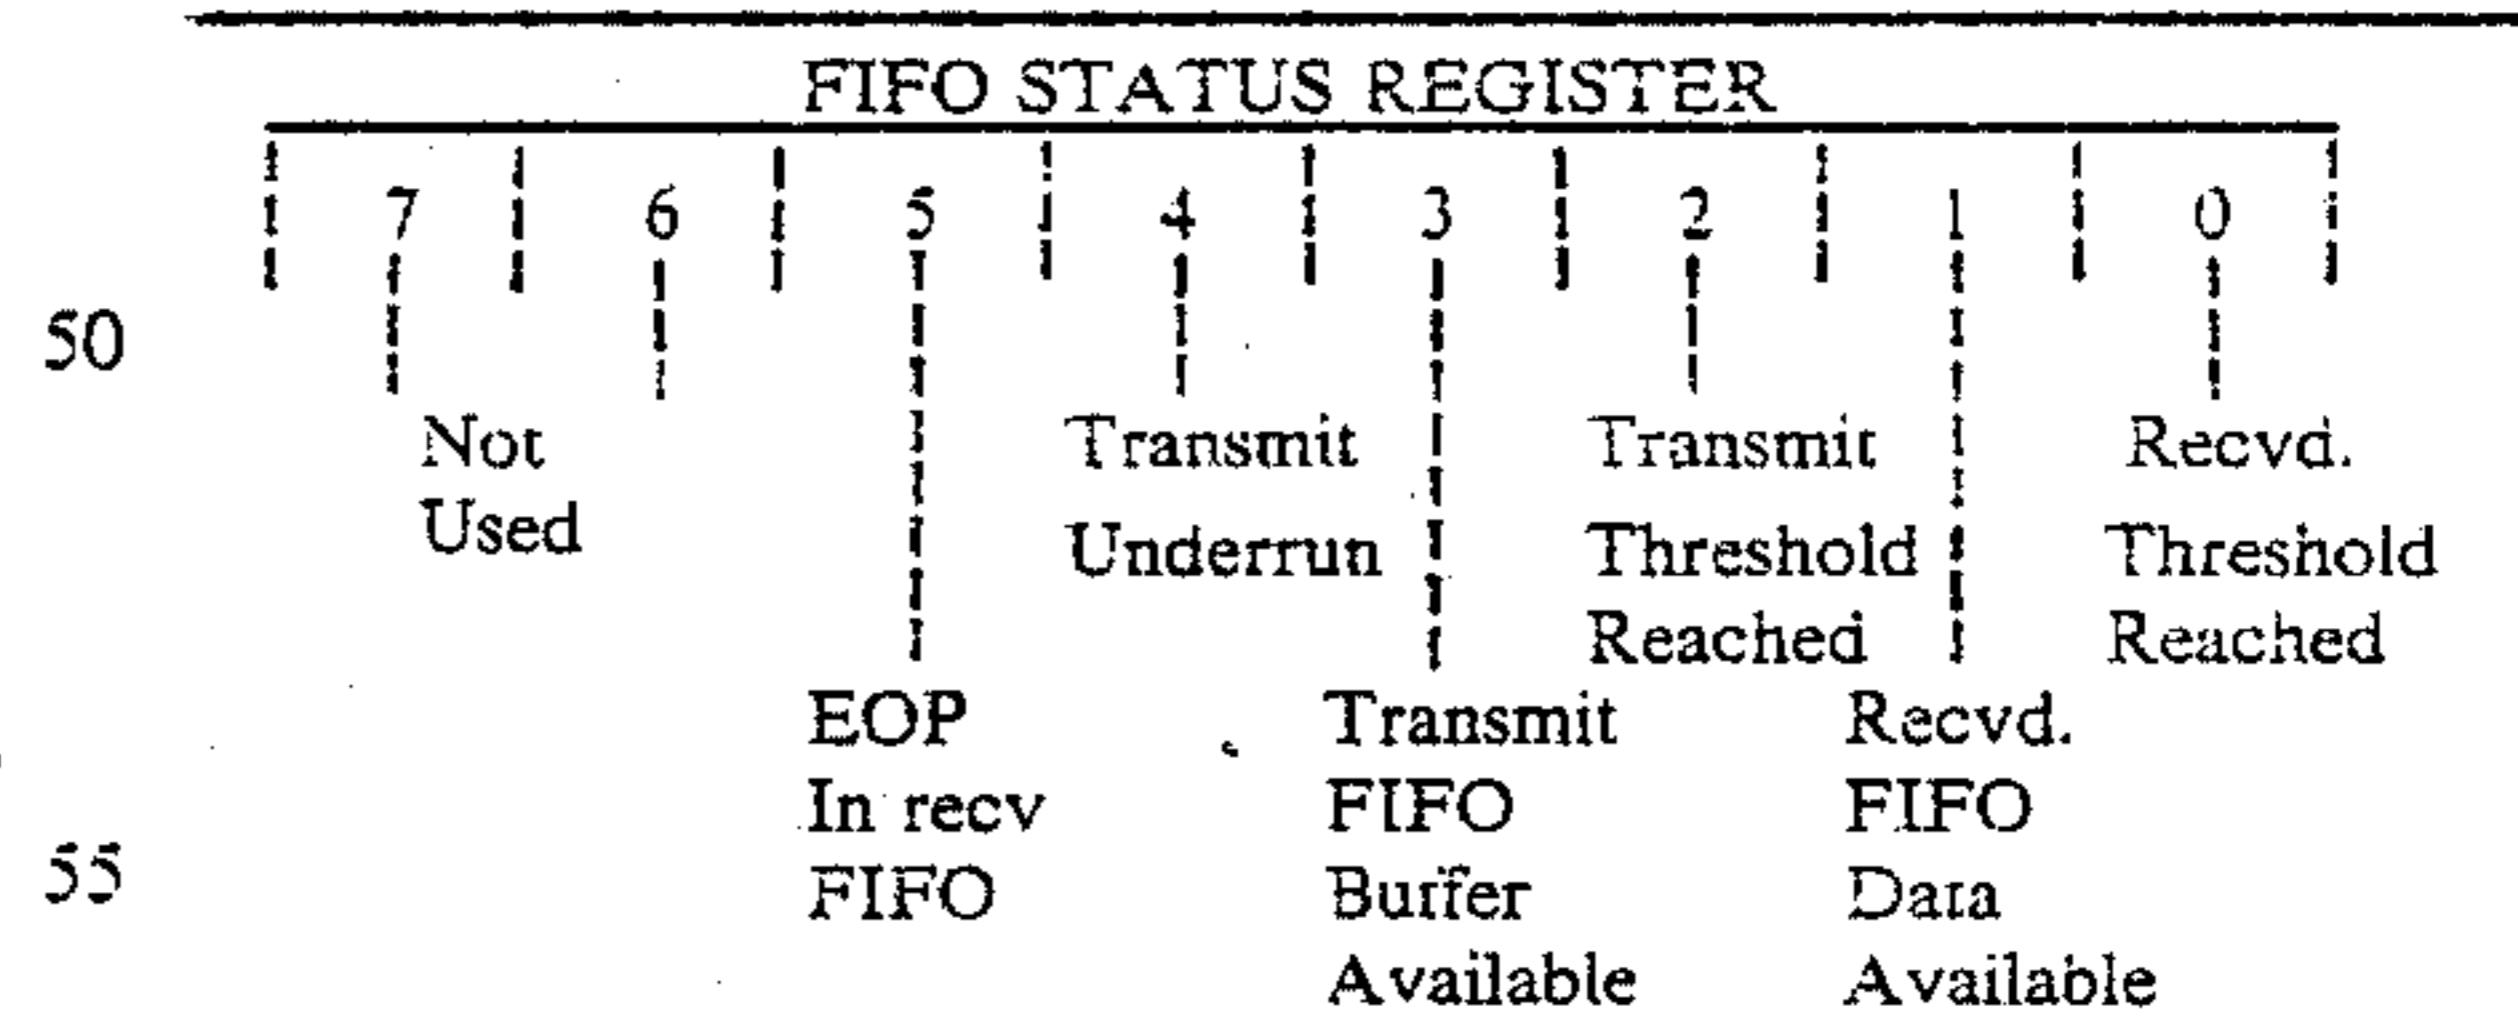 FIFO STATUS REGISTER
7 6 5 4 3 2 1 0
50
Not Transmit Transmit Recvd.
Used Underrun Threshold Threshold
Reached Reached
EOP Transmit Recvd.
In recv FIFO FIFO
55 FIFO Buffer Data
Available Available